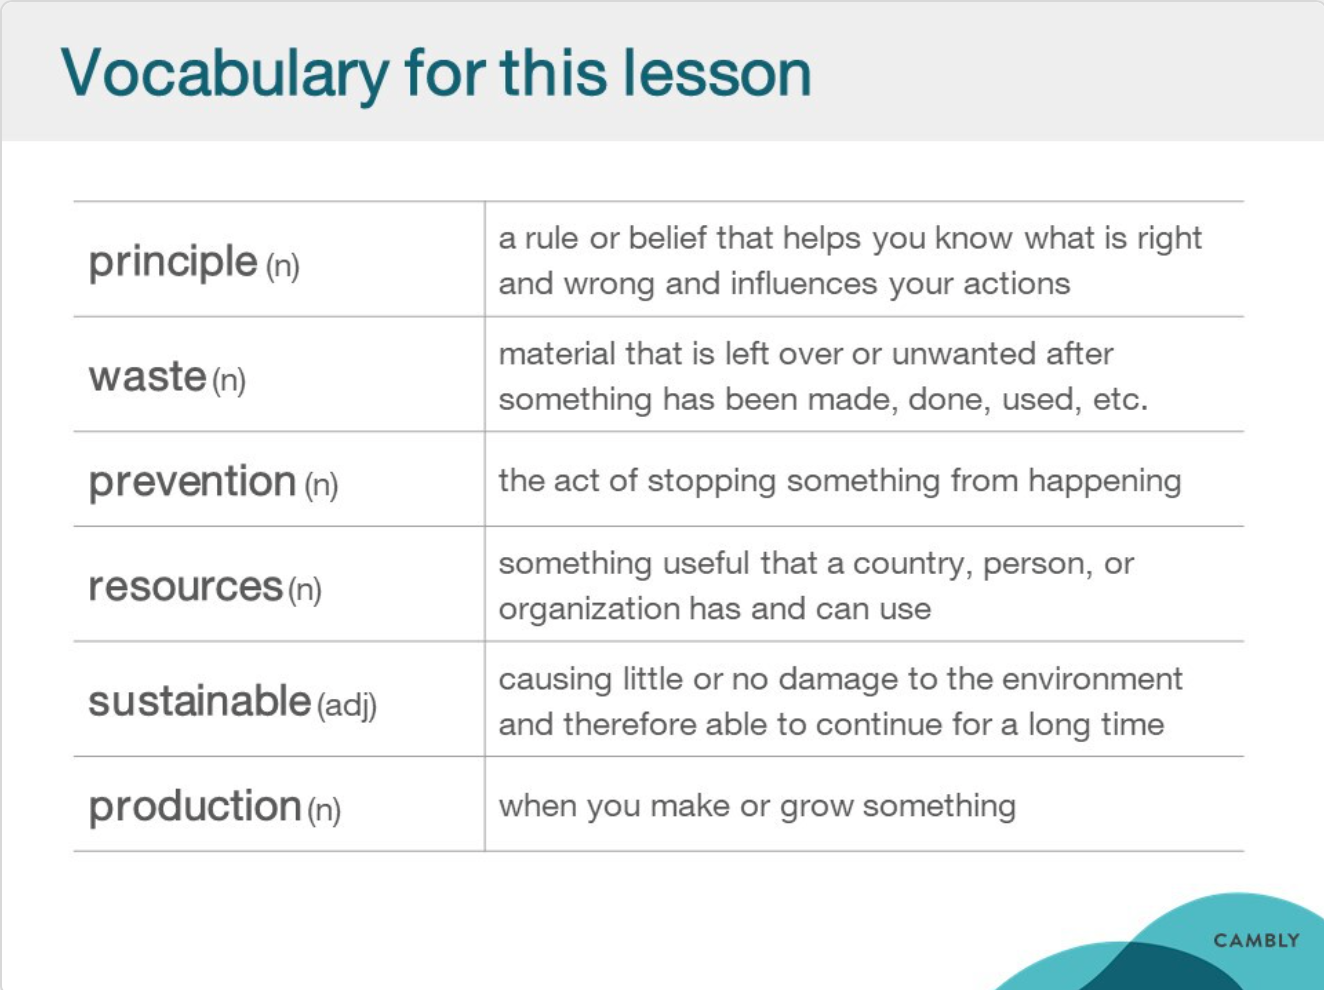 Vocabulary for this lesson
principle (n)
a rule or belief that helps you know what is right
and wrong and influences your actions
waste (n)
material that is left over or unwanted after
something has been made, done, used, etc.
prevention (n)
the act of stopping something from happening
resources (n)
something useful that a country, person, or
organization has and can use
sustainable (adj)
causing little or no damage to the environment
and therefore able to continue for a long time
production (n)
when you make or grow something
CAMBLY